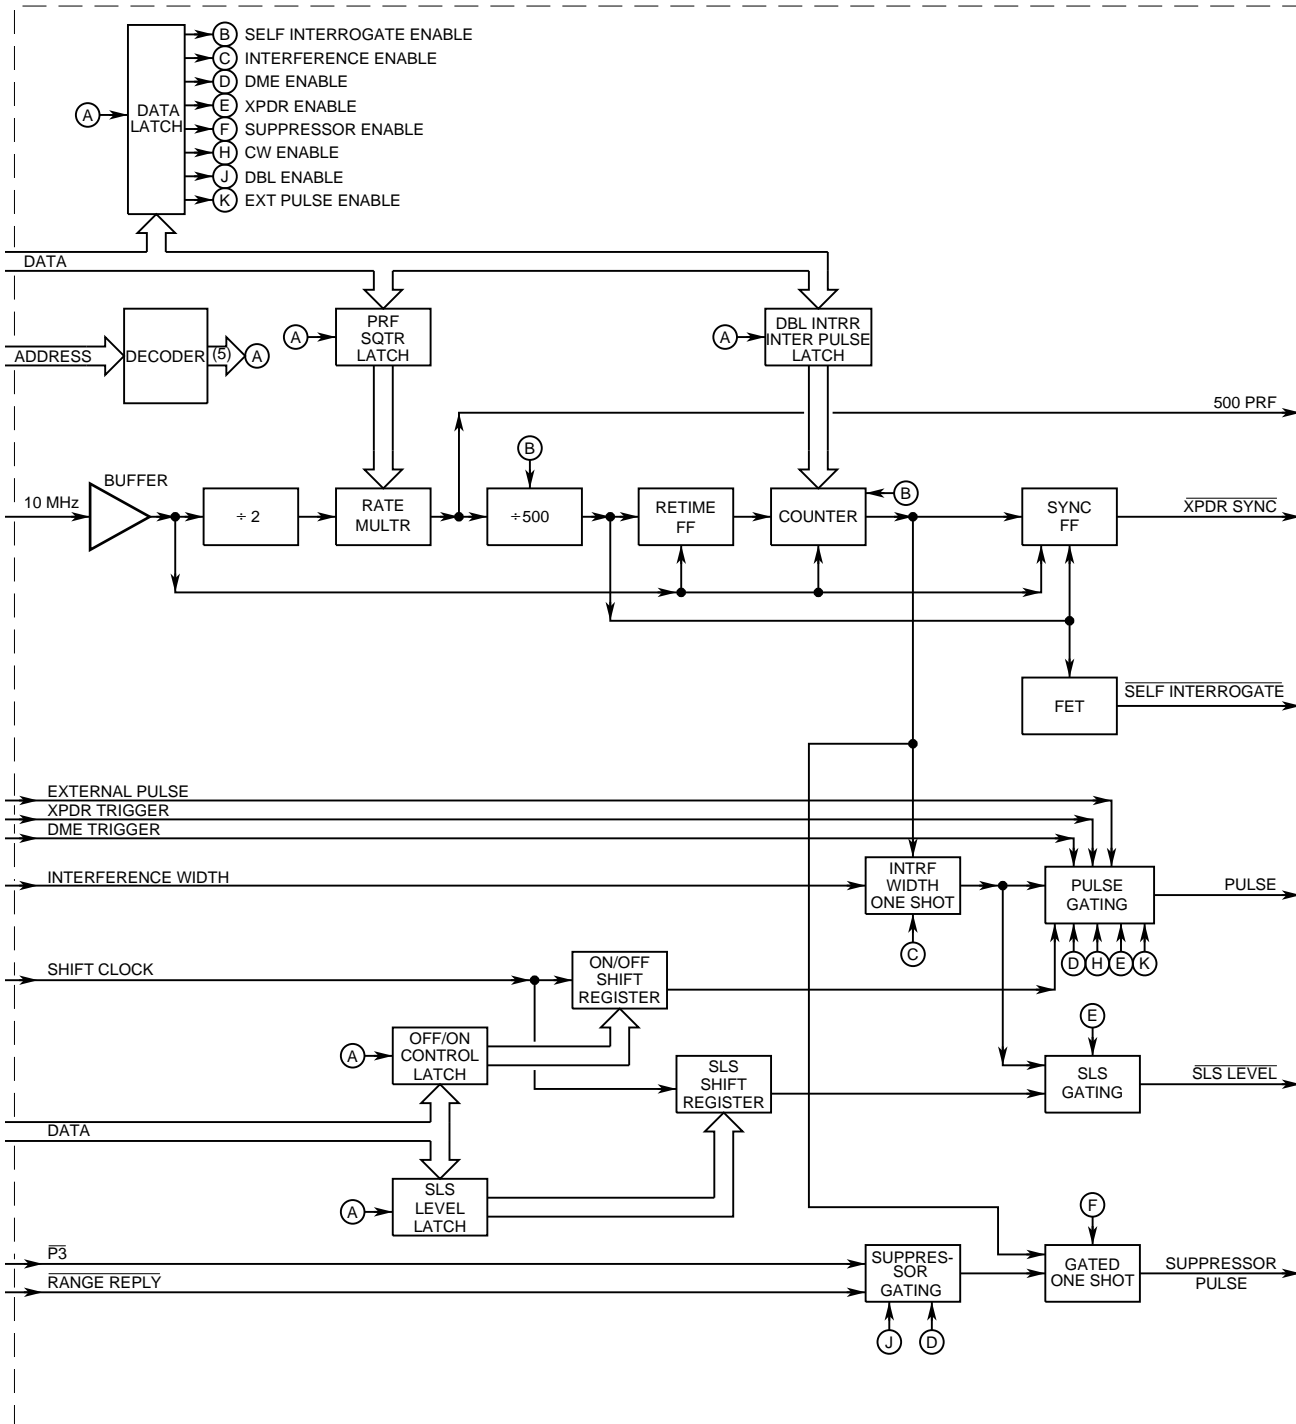 B SELF INTERROGATE ENABLE
C INTERFERENCE ENABLE
D DME ENABLE
E XPDR ENABLE
F SUPPRESSOR ENABLE
H CW ENABLE
J DBL ENABLE
K EXT PULSE ENABLE
A
DATA
LATCH
DATA
ADDRESS
DECODER
(5)
A
A
PRF
SQTR
LATCH
A
DBL INTRR
INTER PULSE
LATCH
500 PRF
B
10 MHz
BUFFER
÷ 2
RATE
MULTR
÷500
RETIME
FF
COUNTER
B
SYNC
FF
XPDR SYNC
FET
SELF INTERROGATE
EXTERNAL PULSE
XPDR TRIGGER
DME TRIGGER
INTERFERENCE WIDTH
INTRF
WIDTH
ONE SHOT
C
PULSE
GATING
PULSE
D H E K
SHIFT CLOCK
ON/OFF
SHIFT
REGISTER
A
OFF/ON
CONTROL
LATCH
SLS
SHIFT
REGISTER
E
SLS
GATING
SLS LEVEL
DATA
A
SLS
LEVEL
LATCH
P3
RANGE REPLY
SUPPRES-
SOR
GATING
J D
F
GATED
ONE SHOT
SUPPRESSOR
PULSE